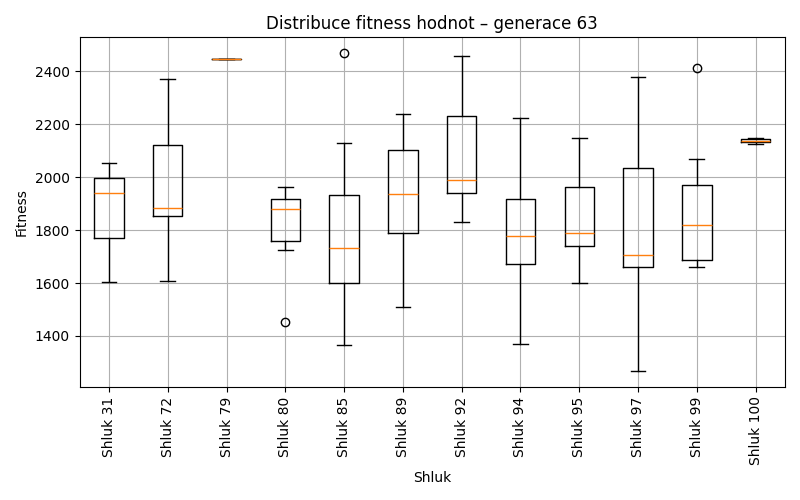 Distribuce fitness hodnot – generace 63
Fitness
2400
2200
2000
1800
1600
1400
Shluk 31
Shluk 72
Shluk 79
Shluk 80
Shluk 85
Shluk 89
Shluk 92
Shluk 94
Shluk 95
Shluk 97
Shluk 99
Shluk 100
Shluk